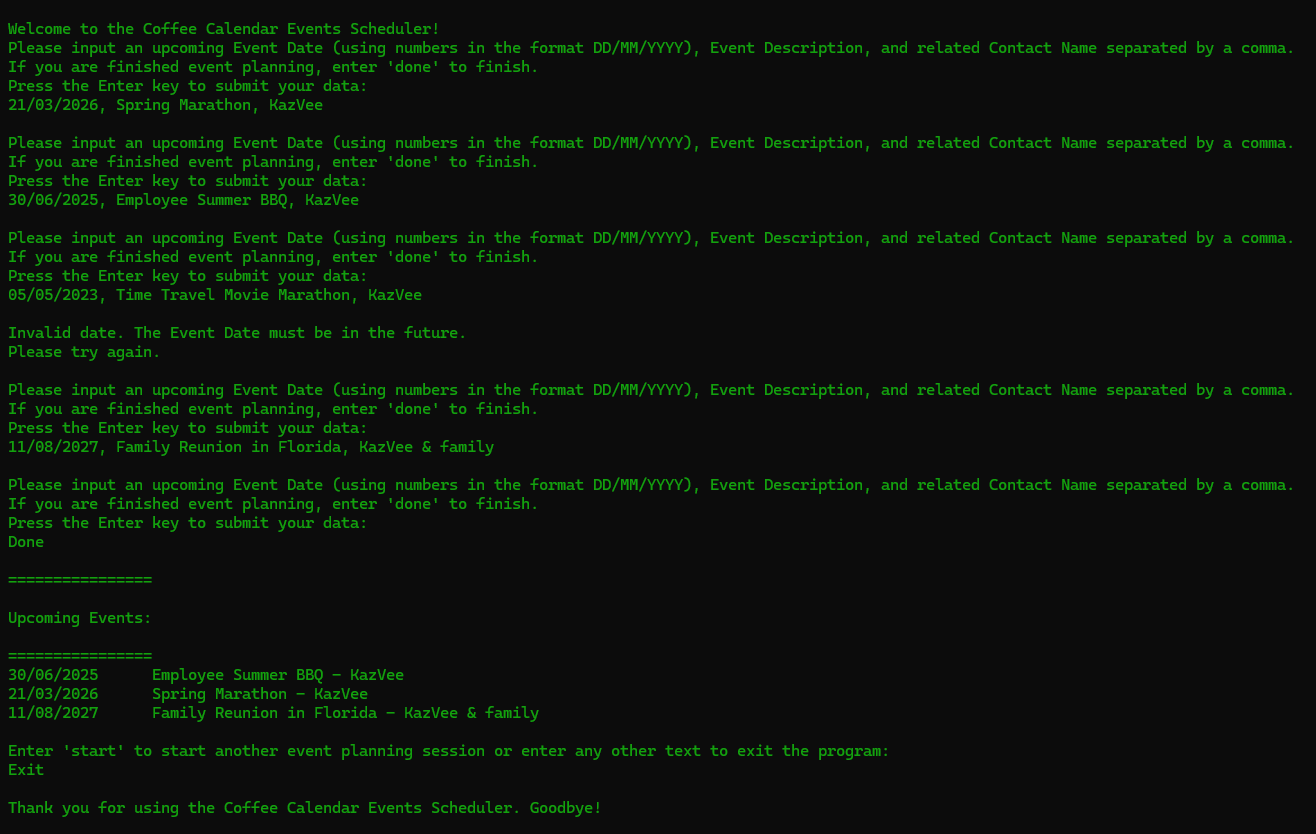 Welcome to the Coffee Calendar Events Scheduler!
Please input an upcoming Event Date (using numbers in the format DD/MM/YYYY), Event Description, and related Contact Name separated by a comma.
If you are finished event planning, enter 'done' to finish.
Press the Enter key to submit your data:
21/03/2026, Spring Marathon, KazVee
Please input an upcoming Event Date (using numbers in the format DD/MM/YYYY), Event Description, and related Contact Name separated by a comma.
If you are finished event planning, enter 'done' to finish.
Press the Enter key to submit your data:
30/06/2025, Employee Summer BBQ, KazVee
Please input an upcoming Event Date (using numbers in the format DD/MM/YYYY), Event Description, and related Contact Name separated by a comma.
If you are finished event planning, enter 'done' to finish.
Press the Enter key to submit your data:
05/05/2023, Time Travel Movie Marathon, KazVee
Invalid date. The Event Date must be in the future.
Please try again.
Please input an upcoming Event Date (using numbers in the format DD/MM/YYYY), Event Description, and related Contact Name separated by a comma.
If you are finished event planning, enter 'done' to finish.
Press the Enter key to submit your data:
11/08/2027, Family Reunion in Florida, KazVee & family
Please input an upcoming Event Date (using numbers in the format DD/MM/YYYY), Event Description, and related Contact Name separated by a comma.
If you are finished event planning, enter 'done' to finish.
Press the Enter key to submit your data:
Done
================
Upcoming Events:
================
30/06/2025      Employee Summer BBQ - KazVee
21/03/2026      Spring Marathon - KazVee
11/08/2027      Family Reunion in Florida - KazVee & family
Enter 'start' to start another event planning session or enter any other text to exit the program:
Exit
Thank you for using the Coffee Calendar Events Scheduler. Goodbye!